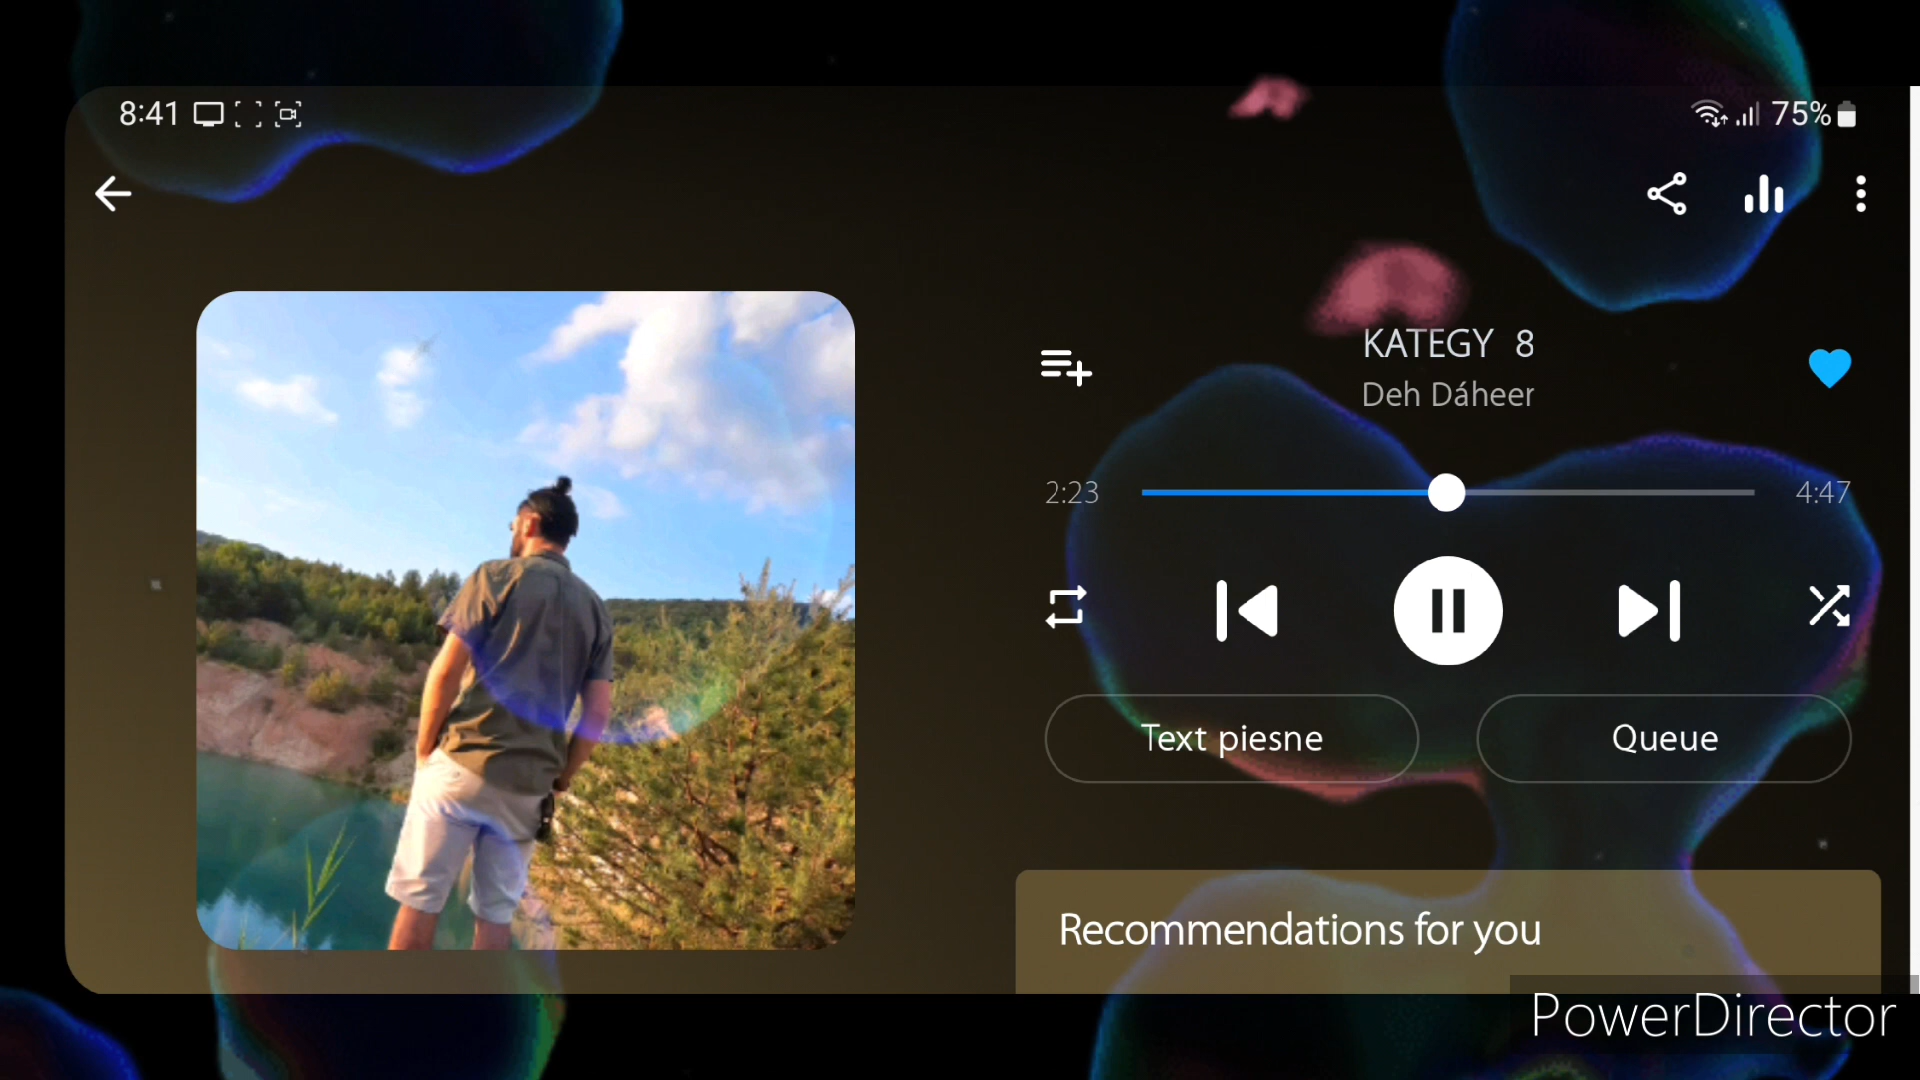 8:41
75%
KATEGY 8
Deh Dáheer
2:23
4:47
Text piesne
Queue
Recommendations for you
PowerDirector